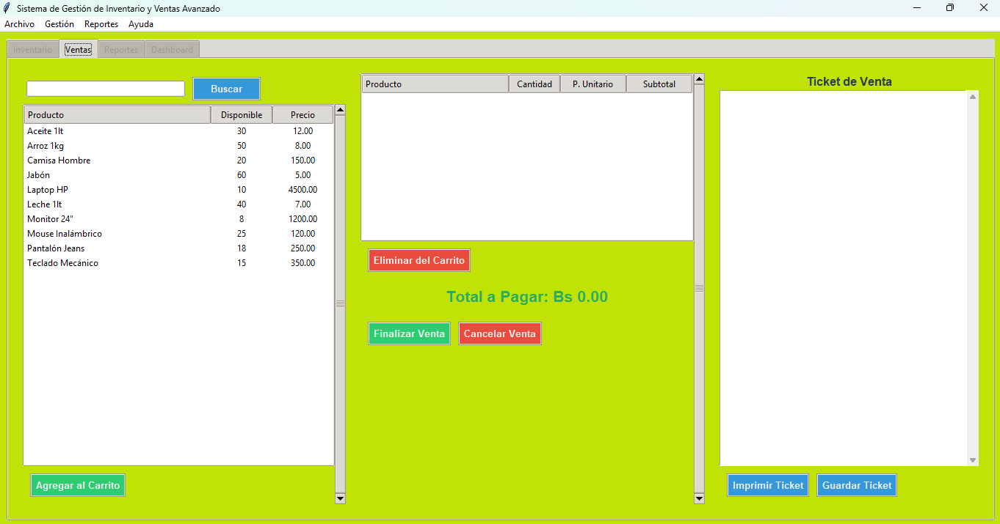 Sistema de Gestión de Inventario y Ventas Avanzado
Archivo Gestión Reportes Ayuda
Inventario Ventas Reportes Dashboard
Buscar
Producto Disponible Precio
Aceite 1lt 30 12.00
Arroz 1kg 50 8.00
Camisa Hombre 20 150.00
Jabón 60 5.00
Laptop HP 10 4500.00
Leche 1lt 40 7.00
Monitor 24" 8 1200.00
Mouse Inalámbrico 25 120.00
Pantalón Jeans 18 250.00
Teclado Mecánico 15 350.00
Agregar al Carrito
Producto Cantidad P. Unitario Subtotal
Eliminar del Carrito
Total a Pagar: Bs 0.00
Finalizar Venta Cancelar Venta
Ticket de Venta
Imprimir Ticket Guardar Ticket